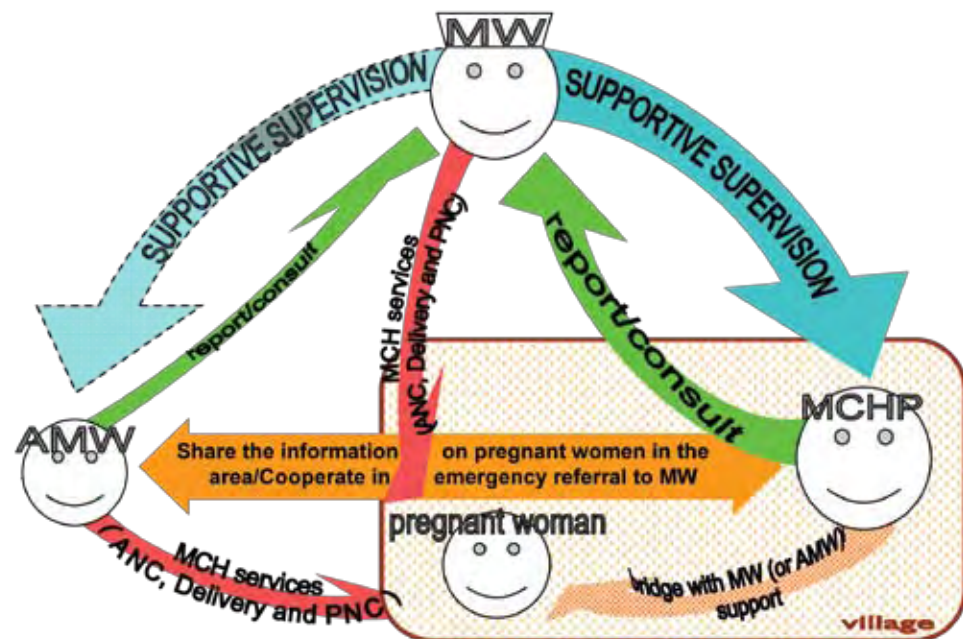 MW
SUPPORTIVE SUPERVISION
SUPPORTIVE SUPERVISION
report/consult
MCH services
(ANC, Delivery and PNC)
report/consult
AMW
MCHP
Share the information on pregnant women in the
area/Cooperate in emergency referral to MW
pregnant woman
MCH services
(ANC, Delivery and PNC)
bridge with MW (or AMW)
support
village